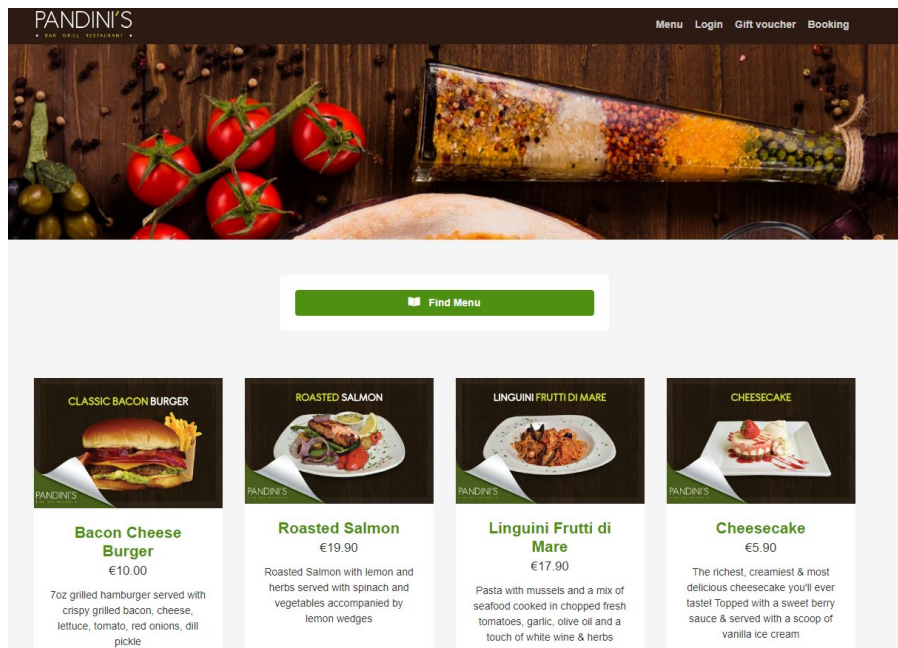 PANDINI'S
• BAR GRILL RESTAURANT •
Menu Login Gift voucher Booking
Find Menu
CLASSIC BACON BURGER
PANDINI'S
Bacon Cheese
Burger
€10.00
7oz grilled hamburger served with
crispy grilled bacon, cheese,
lettuce, tomato, red onions, dill
pickle
ROASTED SALMON
PANDINI'S
Roasted Salmon
€19.90
Roasted Salmon with lemon and
herbs served with spinach and
vegetables accompanied by
lemon wedges
LINGUINI FRUTTI DI MARE
PANDINI'S
Linguini Frutti di
Mare
€17.90
Pasta with mussels and a mix of
seafood cooked in chopped fresh
tomatoes, garlic, olive oil and a
touch of white wine & herbs
CHEESECAKE
PANDINI'S
Cheesecake
€5.90
The richest, creamiest & most
delicious cheesecake you'll ever
taste! Topped with a sweet berry
sauce & served with a scoop of
vanilla ice cream